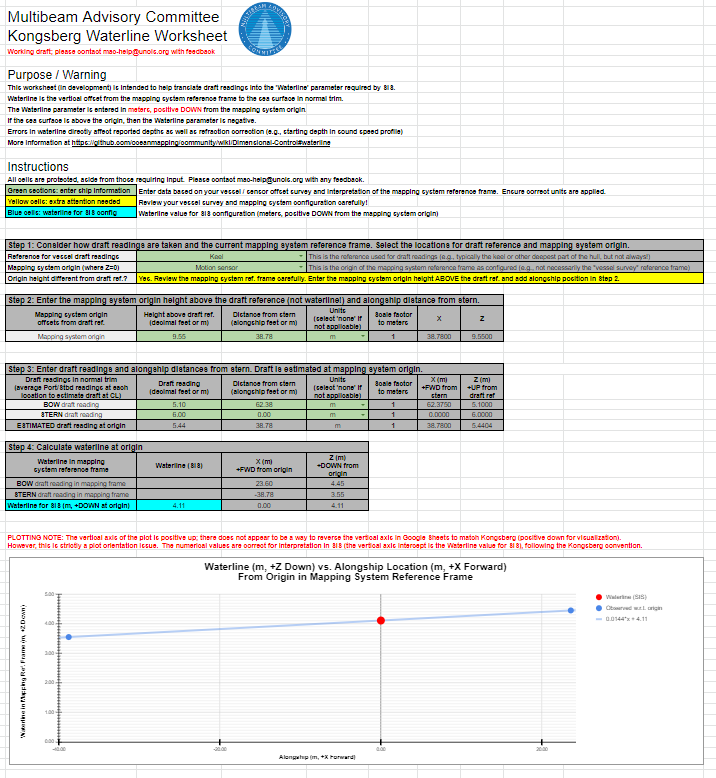 Multibeam Advisory Committee
Kongsberg Waterline Worksheet
Working draft; please contact mac-help@unols.org with feedback
MULTIBEAM ADVISORY COMMITTEE
Purpose / Warning
This worksheet (in development) is intended to help translate draft readings into the 'Waterline' parameter required by SIS.
Waterline is the vertical offset from the mapping system reference frame to the sea surface in normal trim.
The Waterline parameter is entered in meters, positive DOWN from the mapping system origin
If the sea surface is above the origin, then the Waterline parameter is negative.
Errors in waterline directly affect reported depths as well as refraction correction (e.g., starting depth in sound speed profile)
More information at https://github.com/oceanmapping/community/wiki/Dimensional-Control#waterline
Instructions
All cells are protected, aside from those requiring input. Please contact mac-help@unols.org with any feedback.
Green sections: enter ship information Enter data based on your vessel / sensor offset survey and interpretation of the mapping system reference frame. Ensure correct units are applied.
Yellow cells: extra attention needed Review your vessel survey and mapping system configuration carefully!
Blue cells: waterline for SIS config Waterline value for SIS configuration (meters, positive DOWN from the mapping system origin)
Step 1: Consider how draft readings are taken and the current mapping system reference frame. Select the locations for draft reference and mapping system origin.
Reference for vessel draft readings Keel This is the reference used for draft readings (e.g., typically the keel or other deepest part of the hull, but not always!)
Mapping system origin (where Z=0) Motion sensor This is the origin of the mapping system reference frame as configured (e.g., not necessarily the "vessel survey" reference frame)
Origin height different from draft ref.? Yes. Review the mapping system ref. frame carefully. Enter the mapping system origin height ABOVE the draft ref. and add alongship position in Step 2.
Step 2: Enter the mapping system origin height above the draft reference (not waterline!) and alongship distance from stern.
Mapping system origin offsets from draft ref. Height above draft ref. (decimal feet or m) Distance from stern (alongship feet or m) Units (select 'none' if not applicable) Scale factor to meters X Z
Mapping system origin 9.55 38.78 m 1 38.7800 9.5500
Step 3: Enter draft readings and alongship distances from stern. Draft is estimated at mapping system origin.
Draft readings in normal trim (average Port/Stbd readings at each location to estimate draft at CL) Draft reading (decimal feet or m) Distance from stern (alongship feet or m) Units (select 'none' if not applicable) Scale factor to meters X (m) +FWD from stern Z (m) +UP from draft ref
BOW draft reading 5.10 62.38 m 1 62.3750 5.1000
STERN draft reading 6.00 0.00 m 1 0.0000 6.0000
ESTIMATED draft reading at origin 5.44 38.78 m 1 38.7800 5.4404
Step 4: Calculate waterline at origin
Waterline in mapping system reference frame Waterline (SIS) X (m) +FWD from origin Z (m) +DOWN from origin
BOW draft reading in mapping frame 23.60 4.45
STERN draft reading in mapping frame -38.78 3.55
Waterline for SIS (m, +DOWN at origin) 4.11 0.00 4.11
PLOTTING NOTE: The vertical axis of the plot is positive up; there does not appear to be a way to reverse the vertical axis in Google Sheets to match Kongsberg (positive down for visualization).
However, this is strictly a plot orientation issue. The numerical values are correct for interpretation in SIS (the vertical axis intercept is the Waterline value for SIS), following the Kongsberg convention.
Waterline (m, +Z Down) vs. Alongship Location (m, +X Forward)
From Origin in Mapping System Reference Frame
Waterline in Mapping Ref. Frame (m, +Z Down)
5.00
4.00
3.00
2.00
1.00
0.00
-40.00 -20.00 0.00 20.00
Alongship (m, +X Forward)
Waterline (SIS)
Observed w.r.t. origin
0.0144*x + 4.11